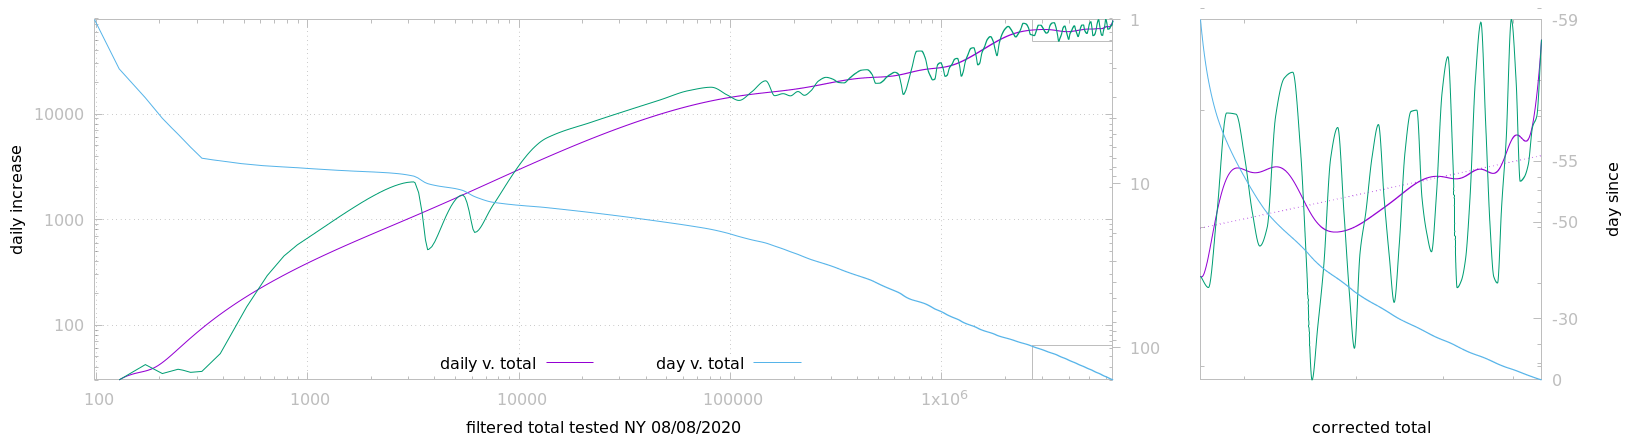 daily increase
10000
1000
100
100
1000
10000
100000
1x10⁶
daily v. total
day v. total
1
10
100
filtered total tested NY 08/08/2020
-59
-55
-50
-30
0
day since
corrected total